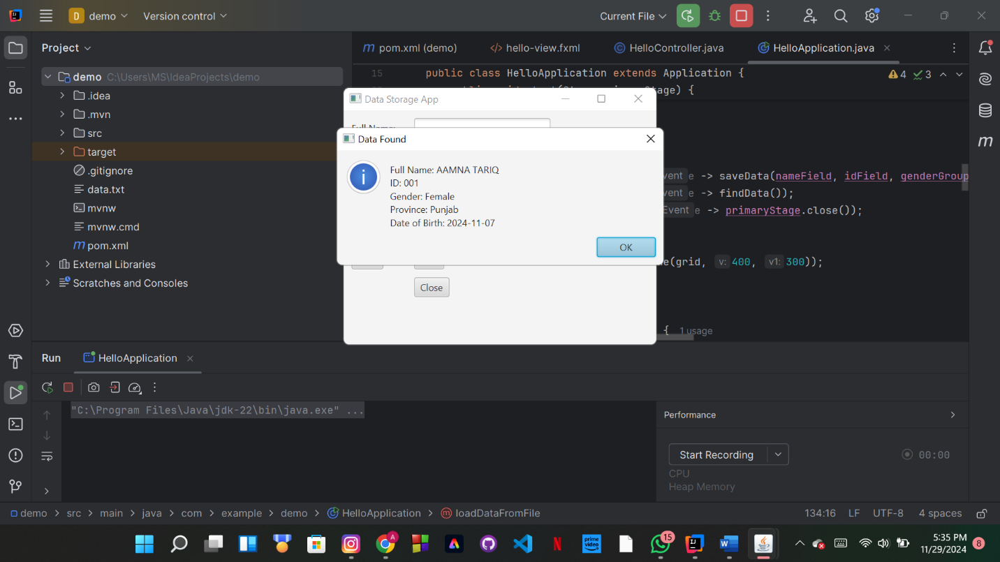 D demo Version control Current File
Project
pom.xml (demo) hello-view.fxml HelloController.java HelloApplication.java
demo C:\Users\MS\IdeaProjects\demo
.idea
.mvn
src
target
.gitignore
data.txt
mvnw
mvnw.cmd
pom.xml
External Libraries
Scratches and Consoles
15 public class HelloApplication extends Application {
4 3
Stage) {
e -> saveData(nameField, idField, genderGroup
e -> findData());
Event e -> primaryStage.close());
(grid, v: 400, v1: 300));
{ 1 usage
Data Storage App
Full Name:
Data Found
Full Name: AAMNA TARIQ
ID: 001
Gender: Female
Province: Punjab
Date of Birth: 2024-11-07
OK
Close
Run HelloApplication
"C:\Program Files\Java\jdk-22\bin\java.exe" ...
Performance
Start Recording 00:00
CPU
Heap Memory
demo > src > main > java > com > example > demo > HelloApplication > loadDataFromFile
134:16 LF UTF-8 4 spaces
A
prime video
15
5:35 PM
11/29/2024
8